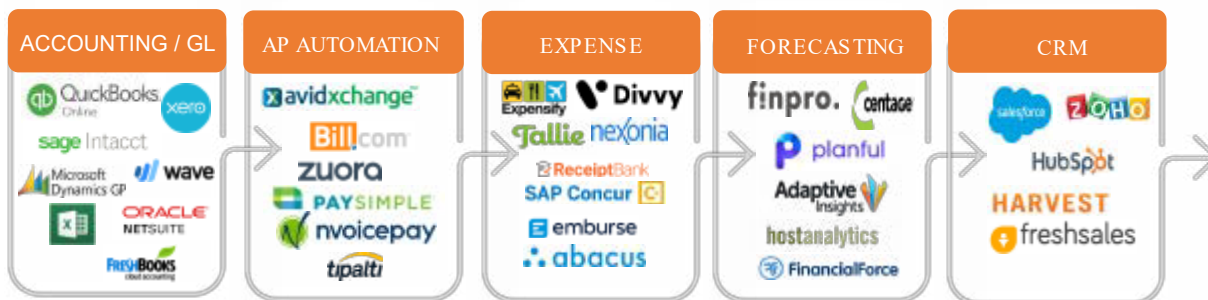 ACCOUNTING / GL
QuickBooks
Online
xero
sage Intacct
Microsoft
Dynamics GP
wave
ORACLE
NETSUITE
FRESHBOOKS
cloud accounting
AP AUTOMATION
avidxchange
Bill.com
zuora
PAYSIMPLE
nvoicepay
tipalti
EXPENSE
Expensify
Divvy
Tallie
nexonia
ReceiptBank
SAP Concur
emburse
abacus
FORECASTING
finpro.
centage
planful
Adaptive
Insights
hostanalytics
FinancialForce
CRM
salesforce
ZOHO
HubSpot
HARVEST
freshsales